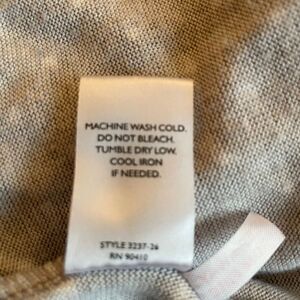 MACHINE WASH COLD.
DO NOT BLEACH.
TUMBLE DRY LOW.
COOL IRON
IF NEEDED.
STYLE 3237-26
RN 90410